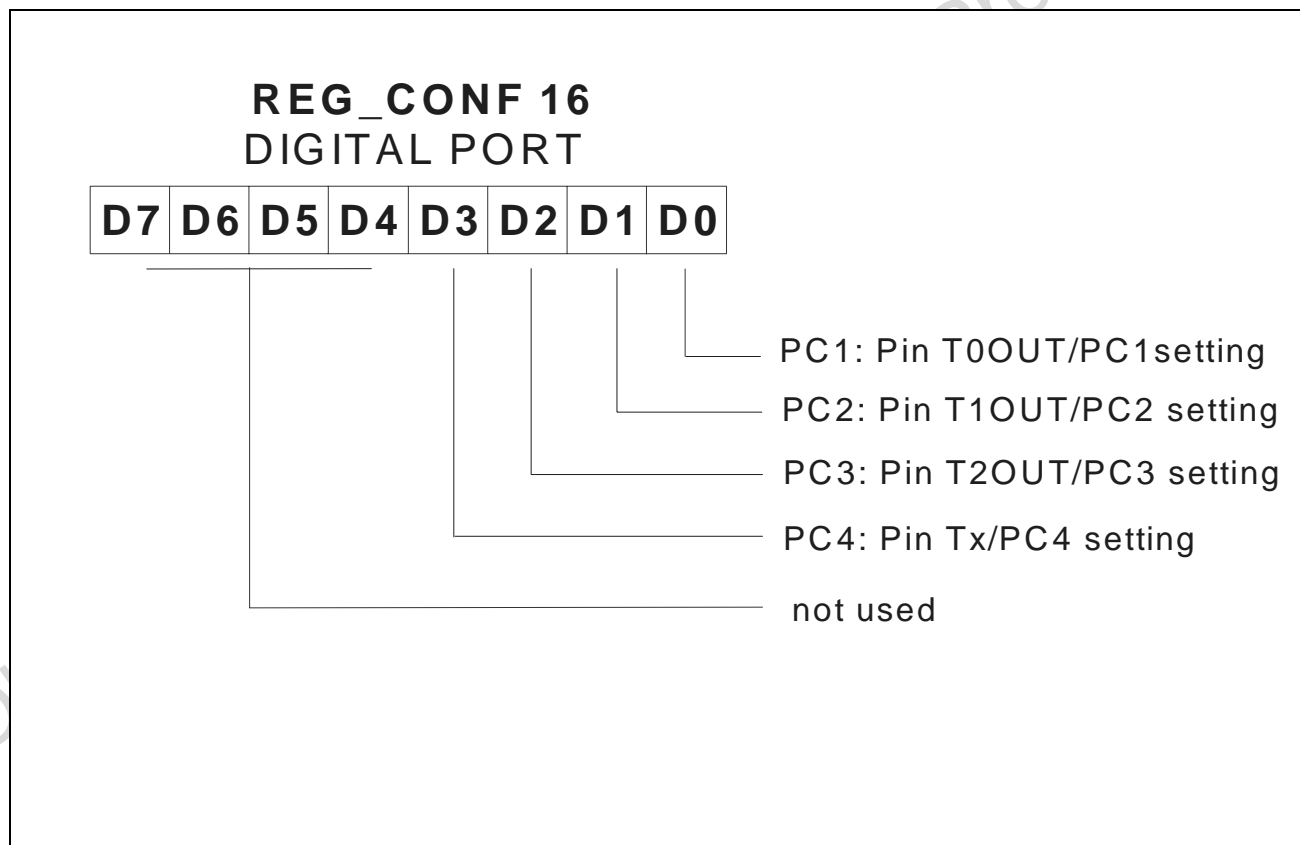 REG_CONF 16
DIGITAL PORT
D7 D6 D5 D4 D3 D2 D1 D0
PC1: Pin T0OUT/PC1setting
PC2: Pin T1OUT/PC2 setting
PC3: Pin T2OUT/PC3 setting
PC4: Pin Tx/PC4 setting
not used